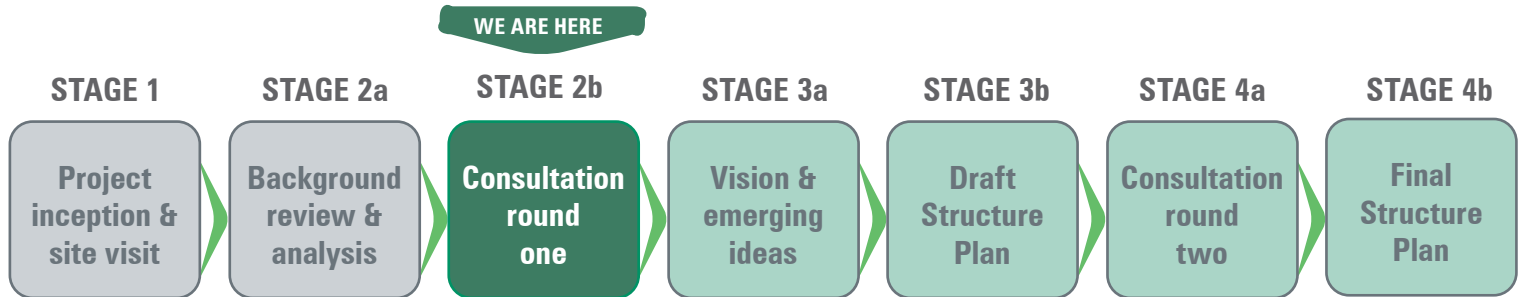 WE ARE HERE
STAGE 1
STAGE 2a
STAGE 2b
STAGE 3a
STAGE 3b
STAGE 4a
STAGE 4b
Project
inception &
site visit
Background
review &
analysis
Consultation
round
one
Vision &
emerging
ideas
Draft
Structure
Plan
Consultation
round
two
Final
Structure
Plan